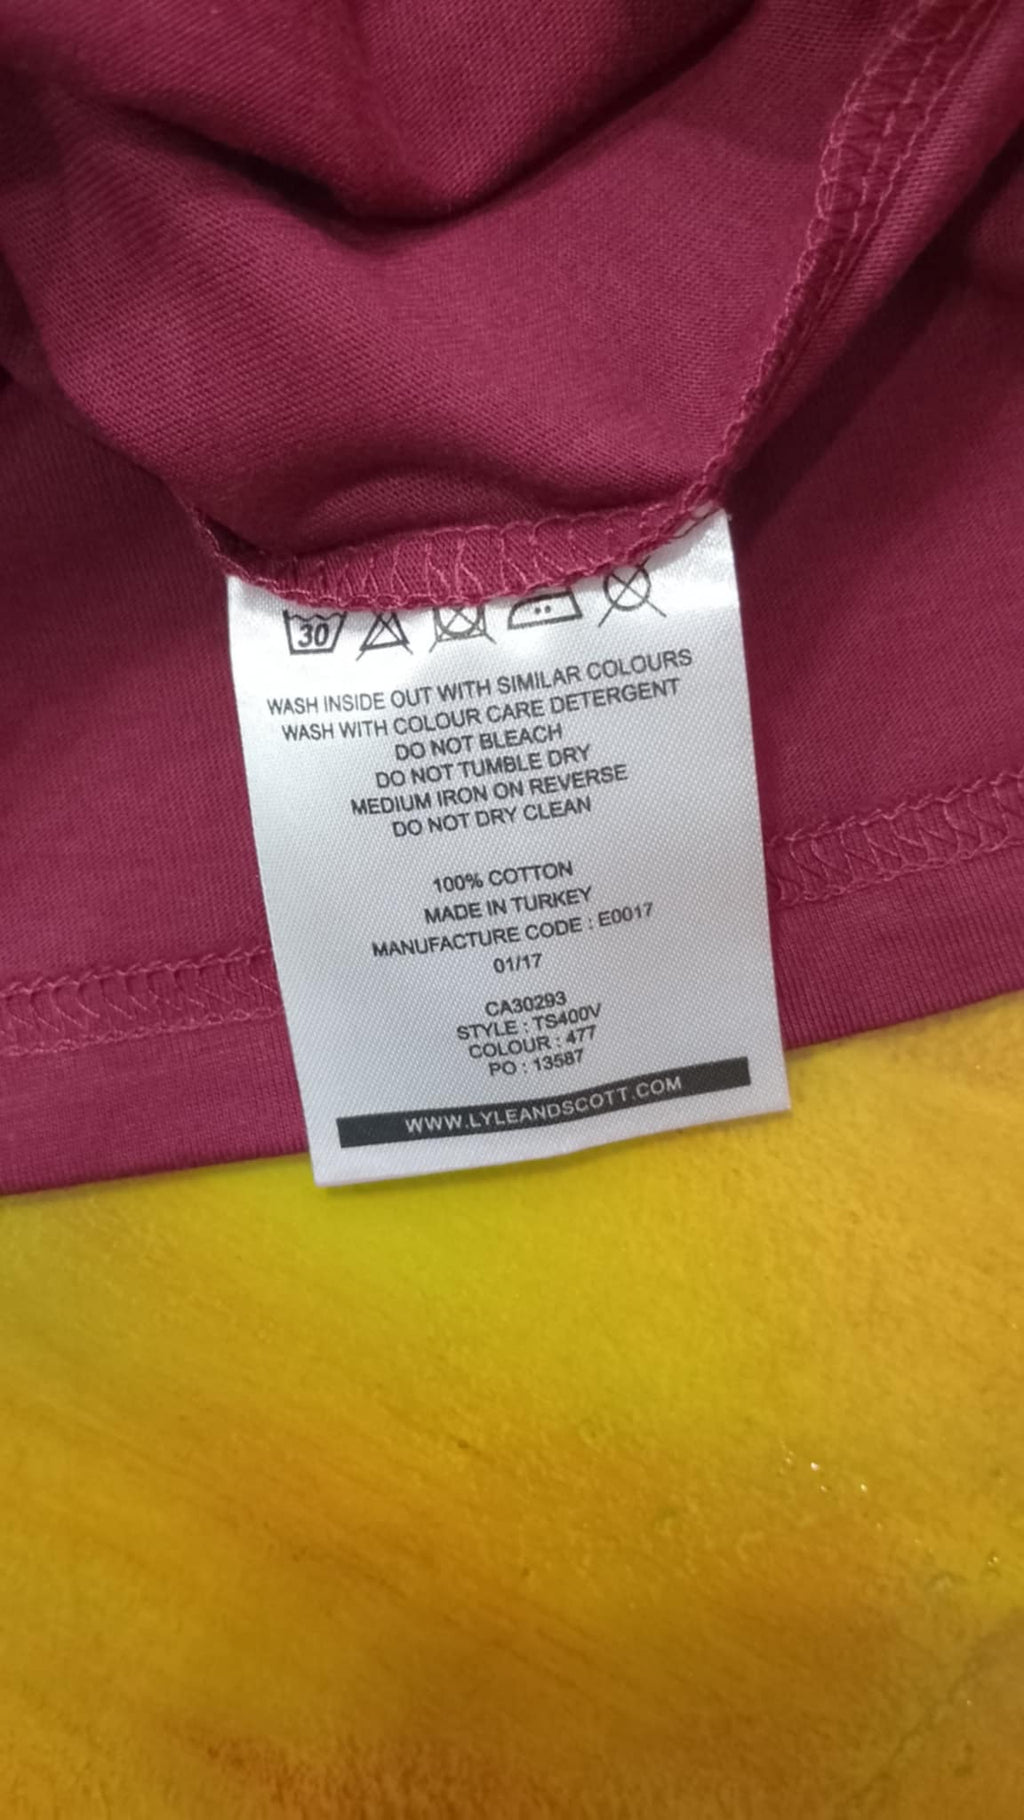 30
WASH INSIDE OUT WITH SIMILAR COLOURS
WASH WITH COLOUR CARE DETERGENT
DO NOT BLEACH
DO NOT TUMBLE DRY
MEDIUM IRON ON REVERSE
DO NOT DRY CLEAN
100% COTTON
MADE IN TURKEY
MANUFACTURE CODE : E0017
01/17
CA30293
STYLE : TS400V
COLOUR : 477
PO : 13587
WWW.LYLEANDSCOTT.COM